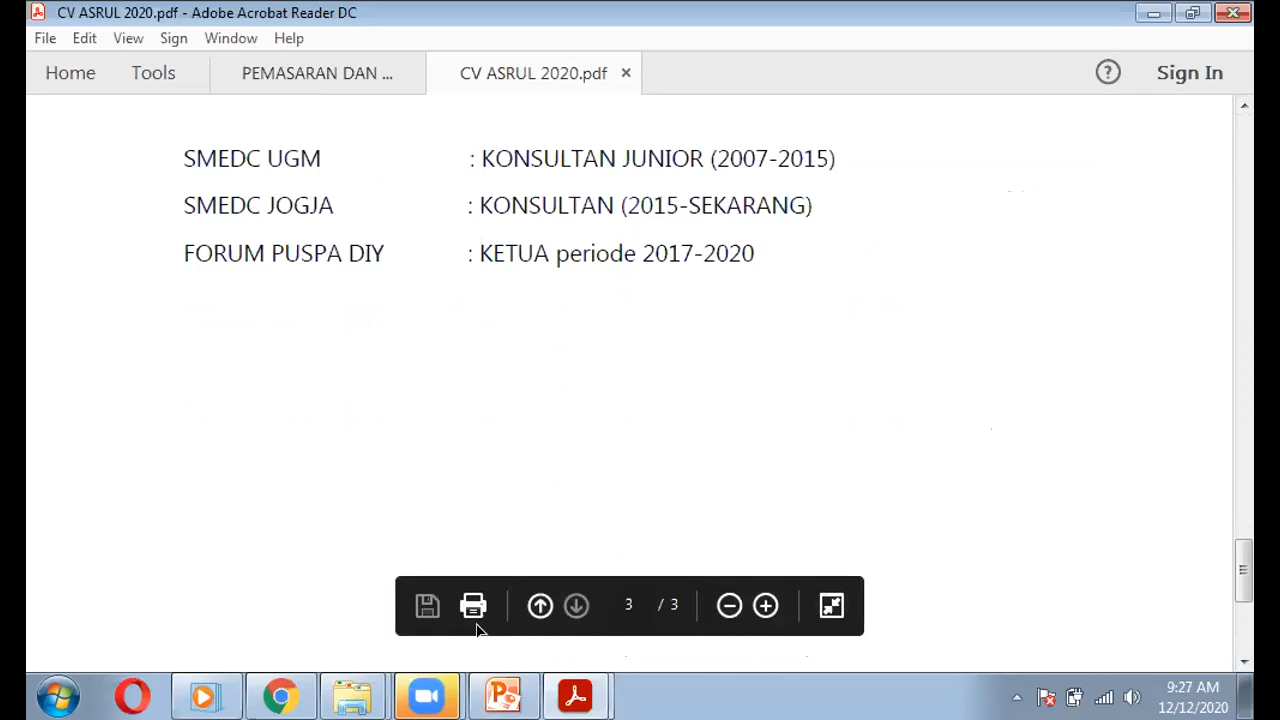 CV ASRUL 2020.pdf - Adobe Acrobat Reader DC
File Edit View Sign Window Help
Home Tools PEMASARAN DAN ... CV ASRUL 2020.pdf × ? Sign In
SMEDC UGM : KONSULTAN JUNIOR (2007-2015)
SMEDC JOGJA : KONSULTAN (2015-SEKARANG)
FORUM PUSPA DIY : KETUA periode 2017-2020
3 / 3
9:27 AM
12/12/2020